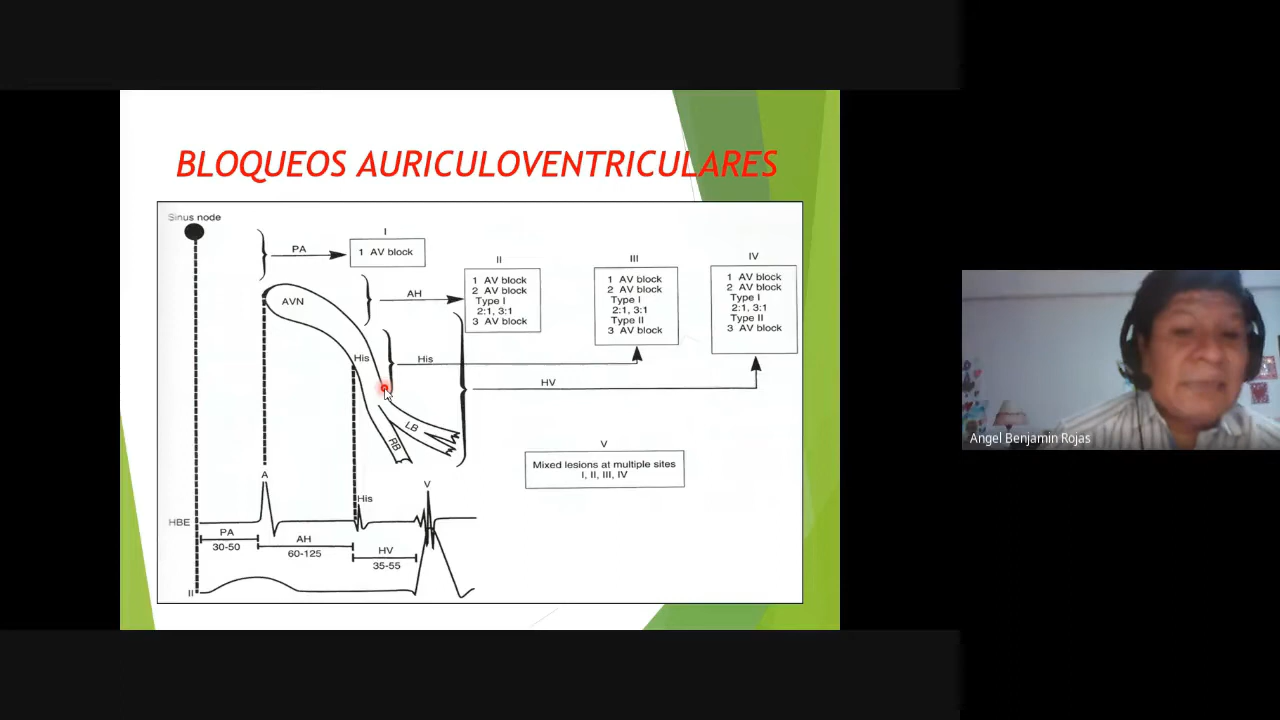 BLOQUEOS AURICULOVENTRICULARES
Sinus node
I
PA
1 AV block
II
AH
1 AV block
2 AV block
Type I
2:1, 3:1
3 AV block
III
1 AV block
2 AV block
Type I
2:1, 3:1
Type II
3 AV block
IV
1 AV block
2 AV block
Type I
2:1, 3:1
Type II
3 AV block
AVN
His
His
HV
LB
RB
V
Mixed lesions at multiple sites
I, II, III, IV
A
His
V
HBE
PA
30-50
AH
60-125
HV
35-55
II
Angel Benjamin Rojas